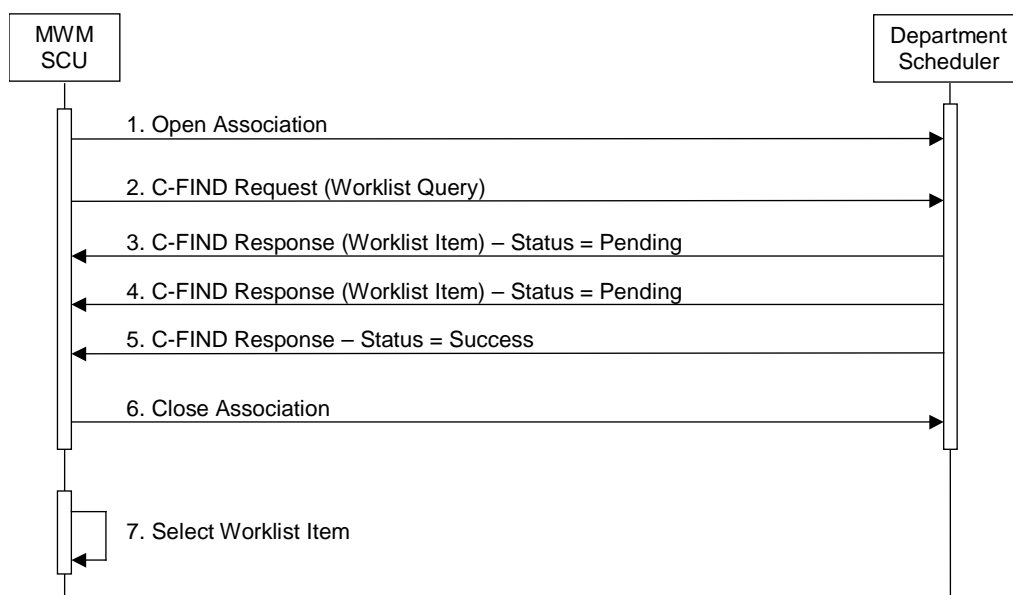 MWM
SCU
Department
Scheduler
1. Open Association
2. C-FIND Request (Worklist Query)
3. C-FIND Response (Worklist Item) – Status = Pending
4. C-FIND Response (Worklist Item) – Status = Pending
5. C-FIND Response – Status = Success
6. Close Association
7. Select Worklist Item